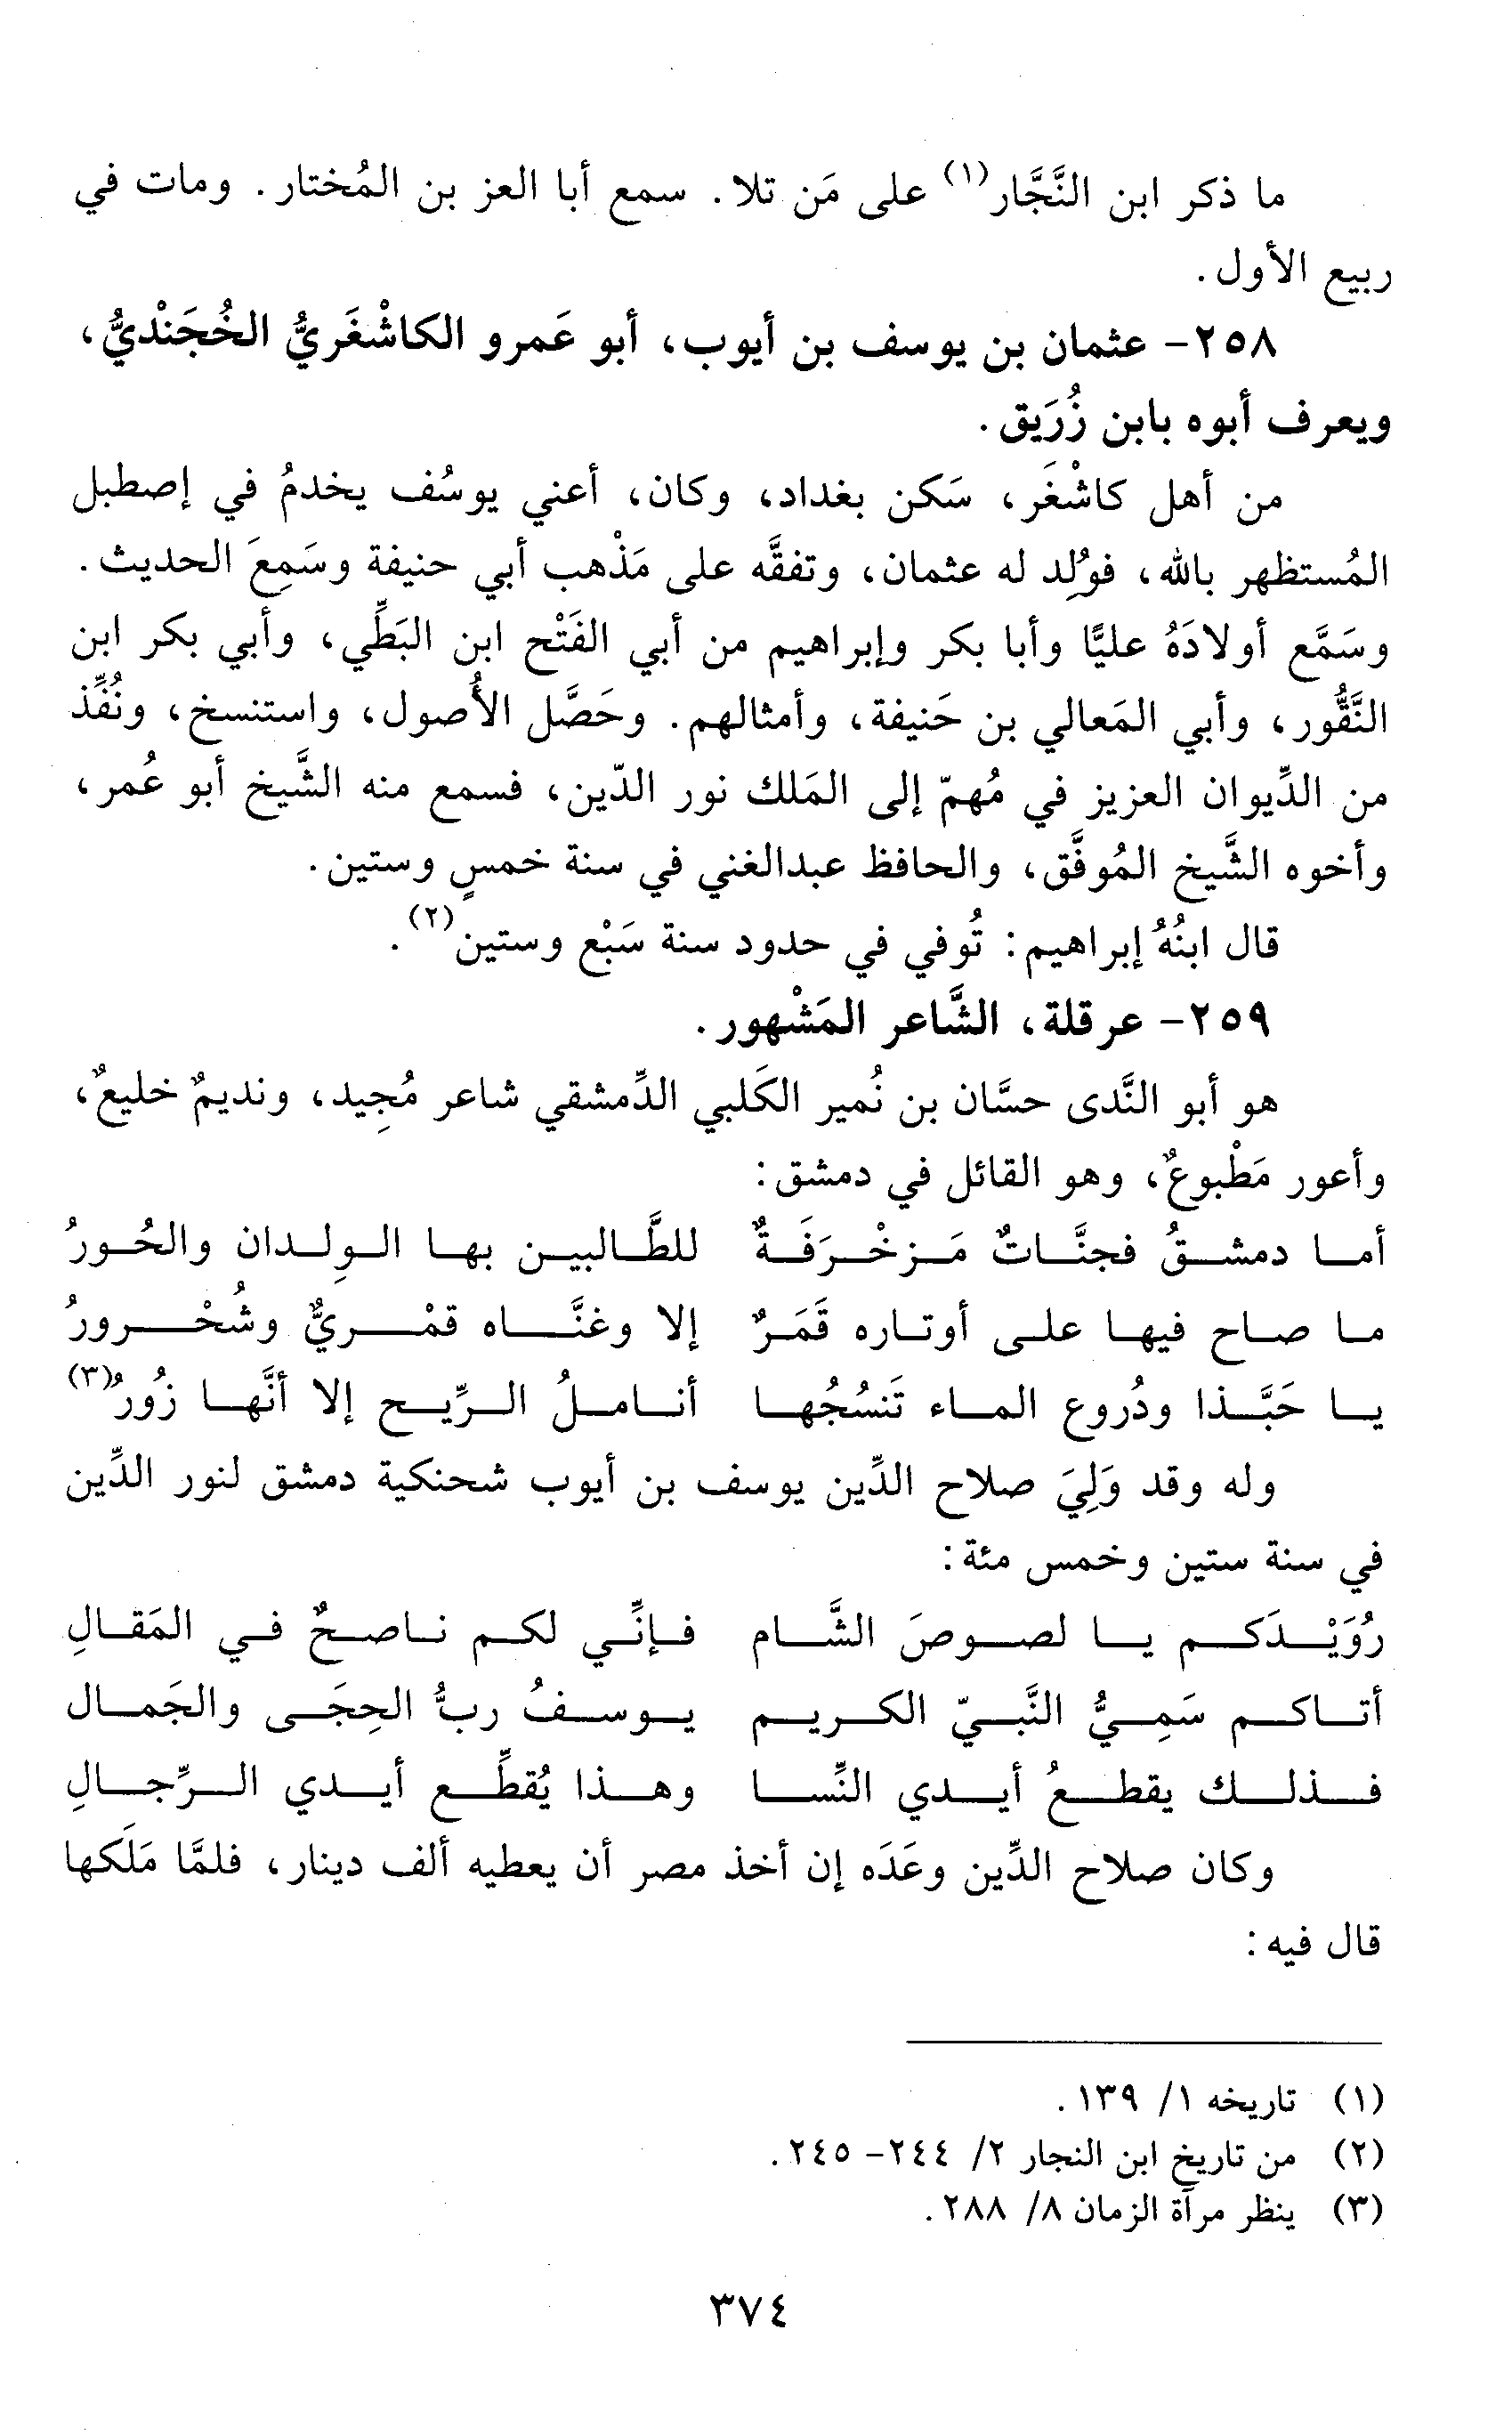 ما ذكر ابن النَّجَّار(١) على مَن تلا. سمع أبا العز بن المُختار. ومات في
ربيع الأول.
٢٥٨- عثمان بن يوسف بن أيوب، أبو عَمرو الكاشْغَريُّ الخُجَنْديُّ،
ويعرف أبوه بابن زُرَيق.
من أهل كاشْغَر، سَكن بغداد، وكان، أعني يوسُف يخدمُ في إصطبل
المُستظهر بالله، فوُلِد له عثمان، وتفقَّه على مَذْهب أبي حنيفة وسَمِعَ الحديث.
وسَمَّع أولادَهُ عليًّا وأبا بكر وإبراهيم من أبي الفَتْح ابن البَطِّي، وأبي بكر ابن
النَّقُّور، وأبي المَعالي بن حَنيفة، وأمثالهم. وحَصَّل الأُصول، واستنسخ، ونُفِّذ
من الدِّيوان العزيز في مُهمّ إلى المَلك نور الدّين، فسمع منه الشَّيخ أبو عُمر،
وأخوه الشَّيخ المُوفَّق، والحافظ عبدالغني في سنة خمسٍ وستين.
قال ابنُهُ إبراهيم: تُوفي في حدود سنة سَبْع وستين(٢).
٢٥٩- عرقلة، الشَّاعر المَشْهور.
هو أبو النَّدى حسَّان بن نُمير الكَلبي الدِّمشقي شاعر مُجِيد، ونديمٌ خليعٌ،
وأعور مَطْبوعٌ، وهو القائل في دمشق:
أما دمشقُ فجنَّاتٌ مَزخْرَفَةٌ للطَّالبين بها الوِلدان والحُورُ
ما صاح فيها على أوتاره قَمَرٌ إلا وغنَّاه قمْريٌّ وشُحْرورُ
يا حَبَّذا ودُروع الماء تَنسُجُها أناملُ الرِّيح إلا أنَّها زُورُ(٣)
وله وقد وَلِيَ صلاح الدِّين يوسف بن أيوب شحنكية دمشق لنور الدِّين
في سنة ستين وخمس مئة:
رُوَيْدَكم يا لصوصَ الشَّام فإنِّي لكم ناصحٌ في المَقالِ
أتاكم سَمِيُّ النَّبيّ الكريم يوسفُ ربُّ الحِجَى والجَمال
فذلك يقطعُ أيدي النِّسا وهذا يُقطِّع أيدي الرِّجالِ
وكان صلاح الدِّين وعَدَه إن أخذ مصر أن يعطيه ألف دينار، فلمَّا مَلَكها
قال فيه:
(١) تاريخه ١/ ١٣٩.
(٢) من تاريخ ابن النجار ٢/ ٢٤٤- ٢٤٥.
(٣) ينظر مرآة الزمان ٨/ ٢٨٨.
٣٧٤